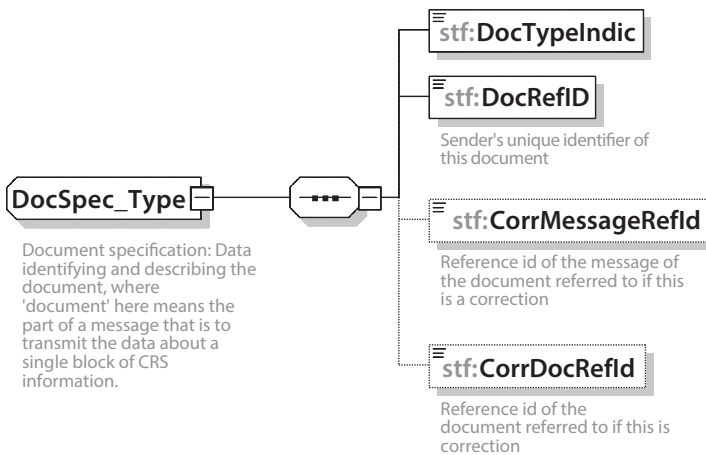 stf:DocTypeIndic
stf:DocRefID
Sender's unique identifier of
this document
DocSpec_Type
Document specification: Data
identifying and describing the
document, where
'document' here means the
part of a message that is to
transmit the data about a
single block of CRS
information.
stf:CorrMessageRefId
Reference id of the message of
the document referred to if this
is a correction
stf:CorrDocRefId
Reference id of the
document referred to if this is
correction